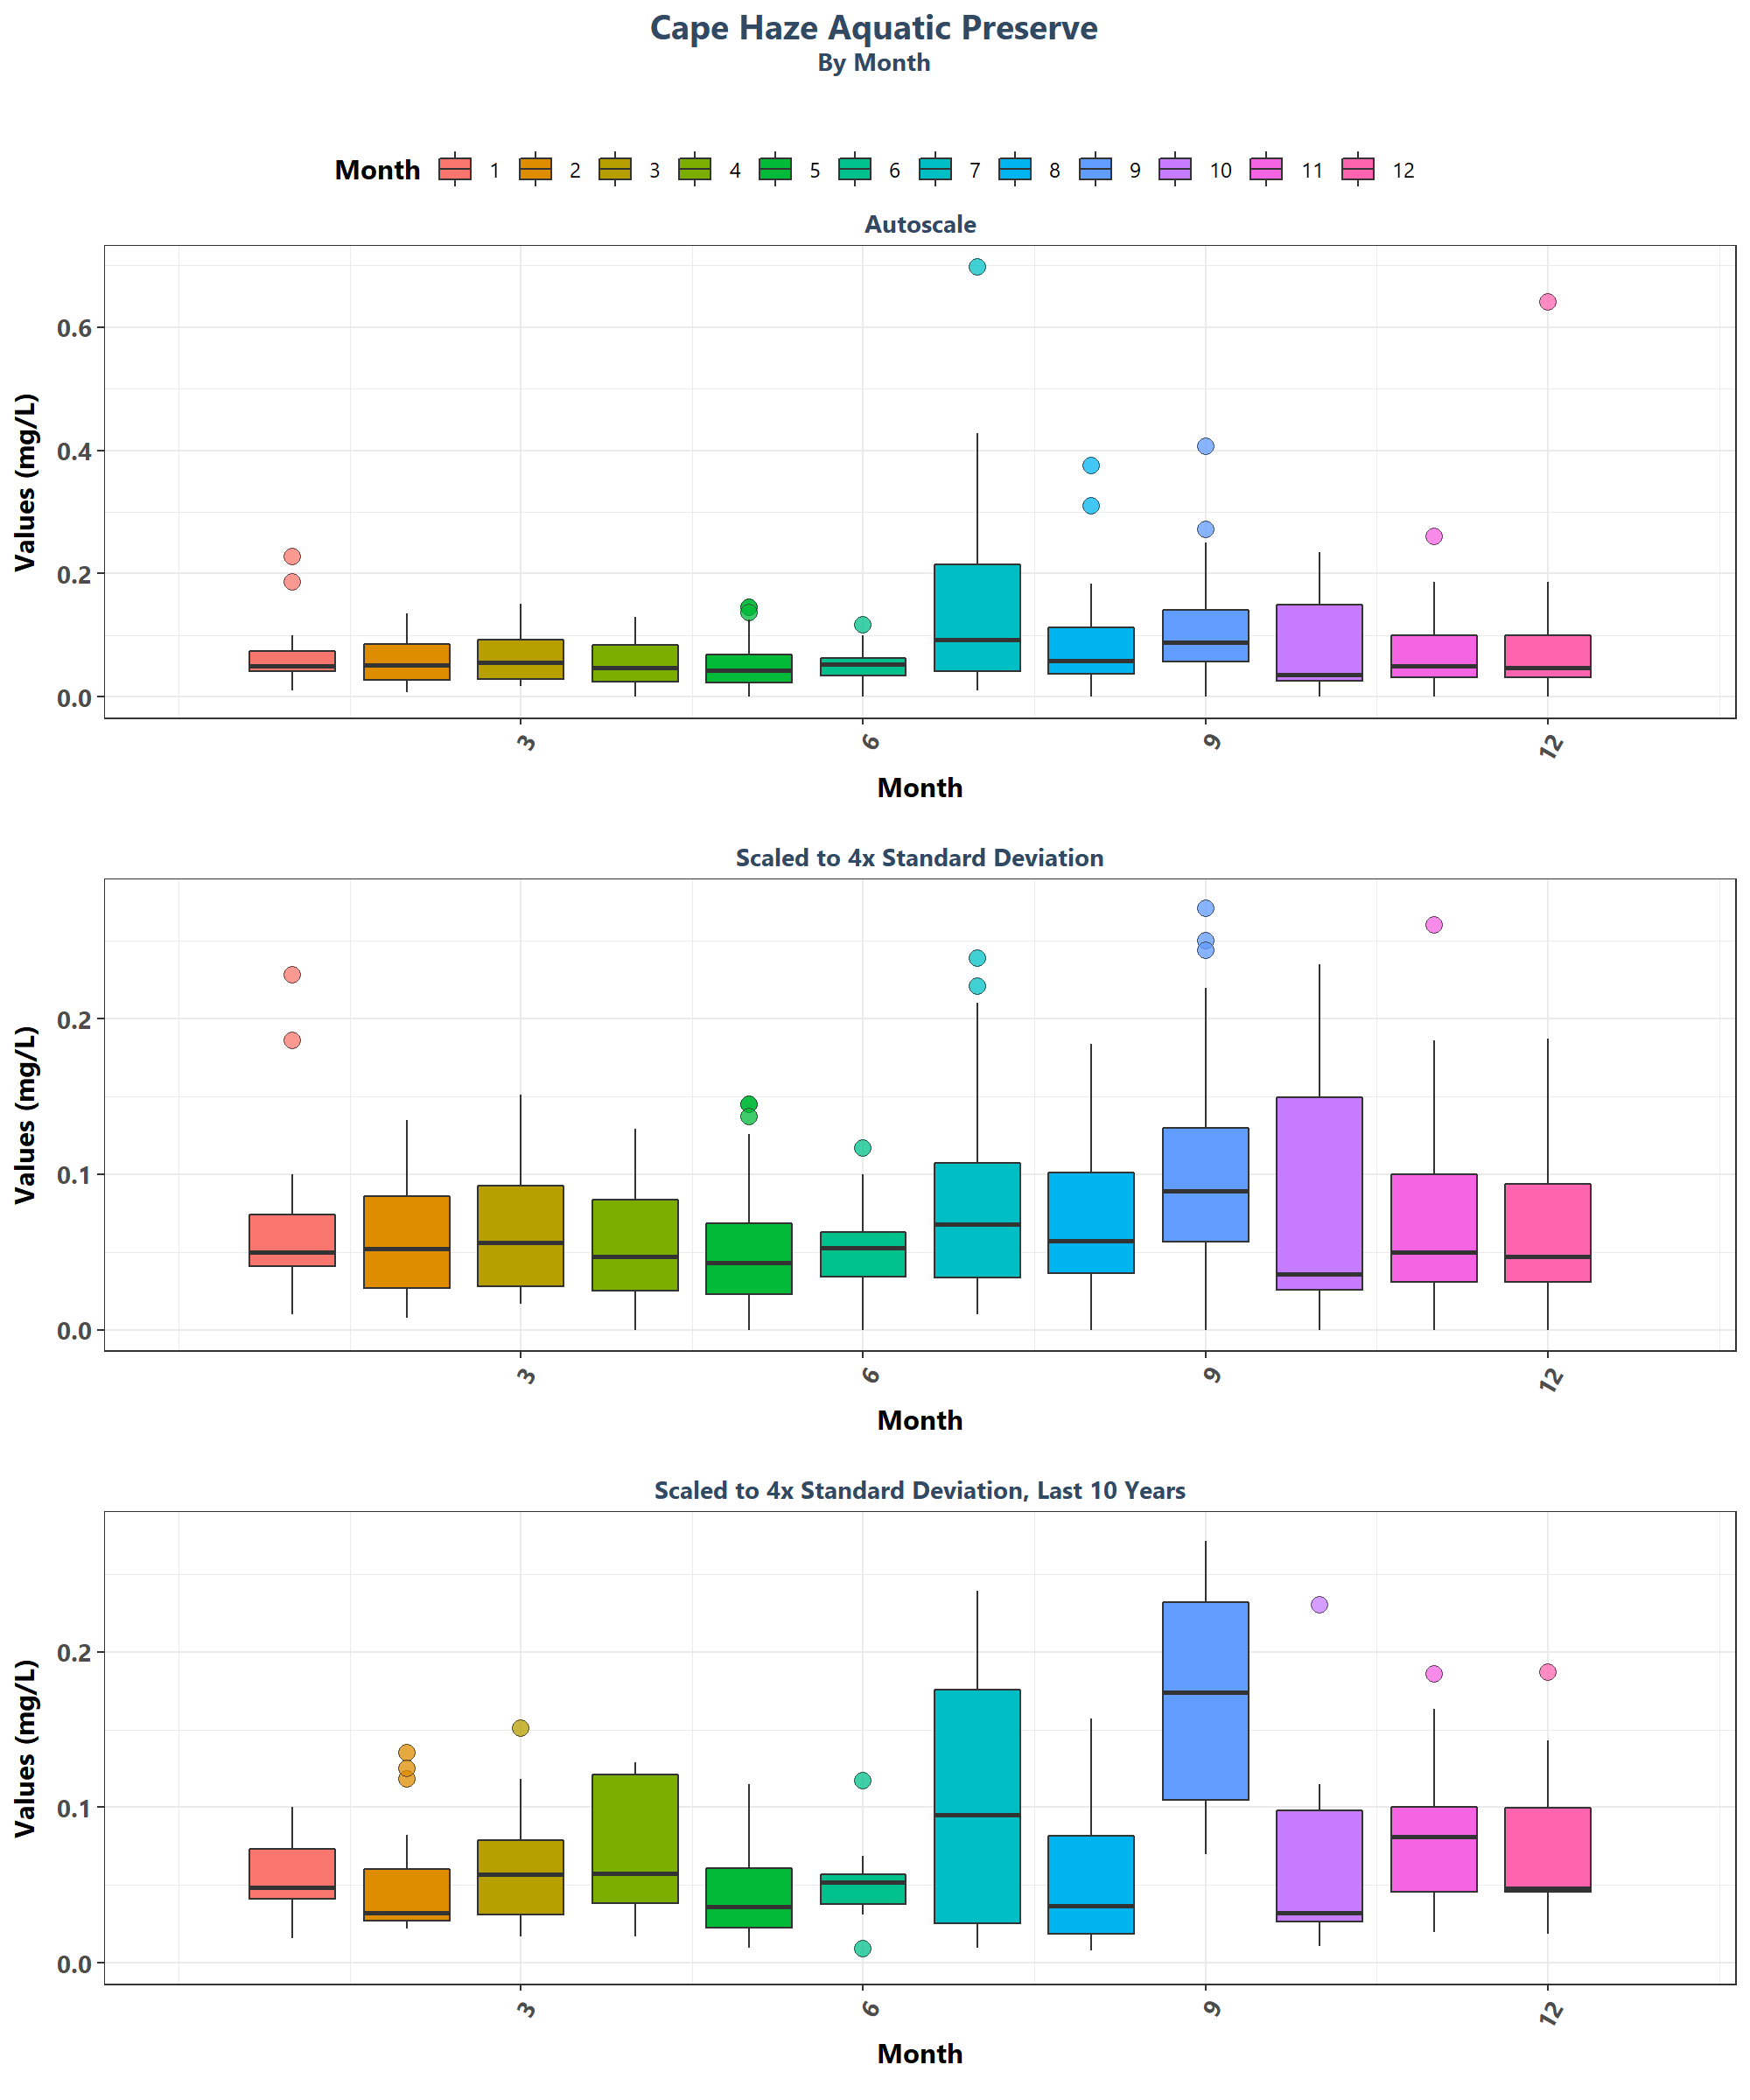 Cape Haze Aquatic Preserve
By Month
Month 1 2 3 4 5 6 7 8 9 10 11 12
Autoscale
Values (mg/L)
0.6
0.4
0.2
0.0
3 6 9 12
Month
Scaled to 4x Standard Deviation
Values (mg/L)
0.2
0.1
0.0
3 6 9 12
Month
Scaled to 4x Standard Deviation, Last 10 Years
Values (mg/L)
0.2
0.1
0.0
3 6 9 12
Month